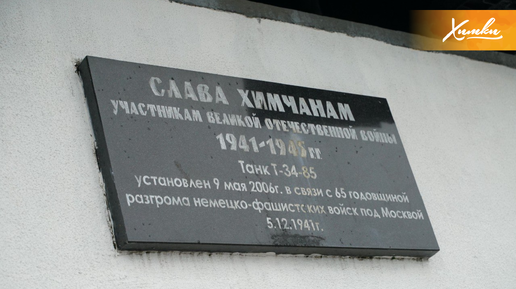 Химки
СЛАВА ХИМЧАНАМ
УЧАСТНИКАМ ВЕЛИКОЙ ОТЕЧЕСТВЕННОЙ ВОЙНЫ
1941-1945 гг.
Танк Т-34-85
установлен 9 мая 2006г. в связи с 65 годовщиной
разгрома немецко-фашистских войск под Москвой
5.12.1941г.